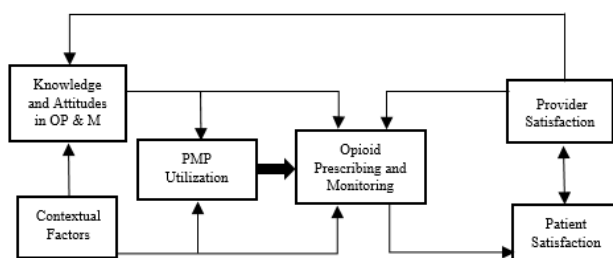 Knowledge
and Attitudes
in OP & M
Provider
Satisfaction
PMP
Utilization
Opioid
Prescribing and
Monitoring
Contextual
Factors
Patient
Satisfaction